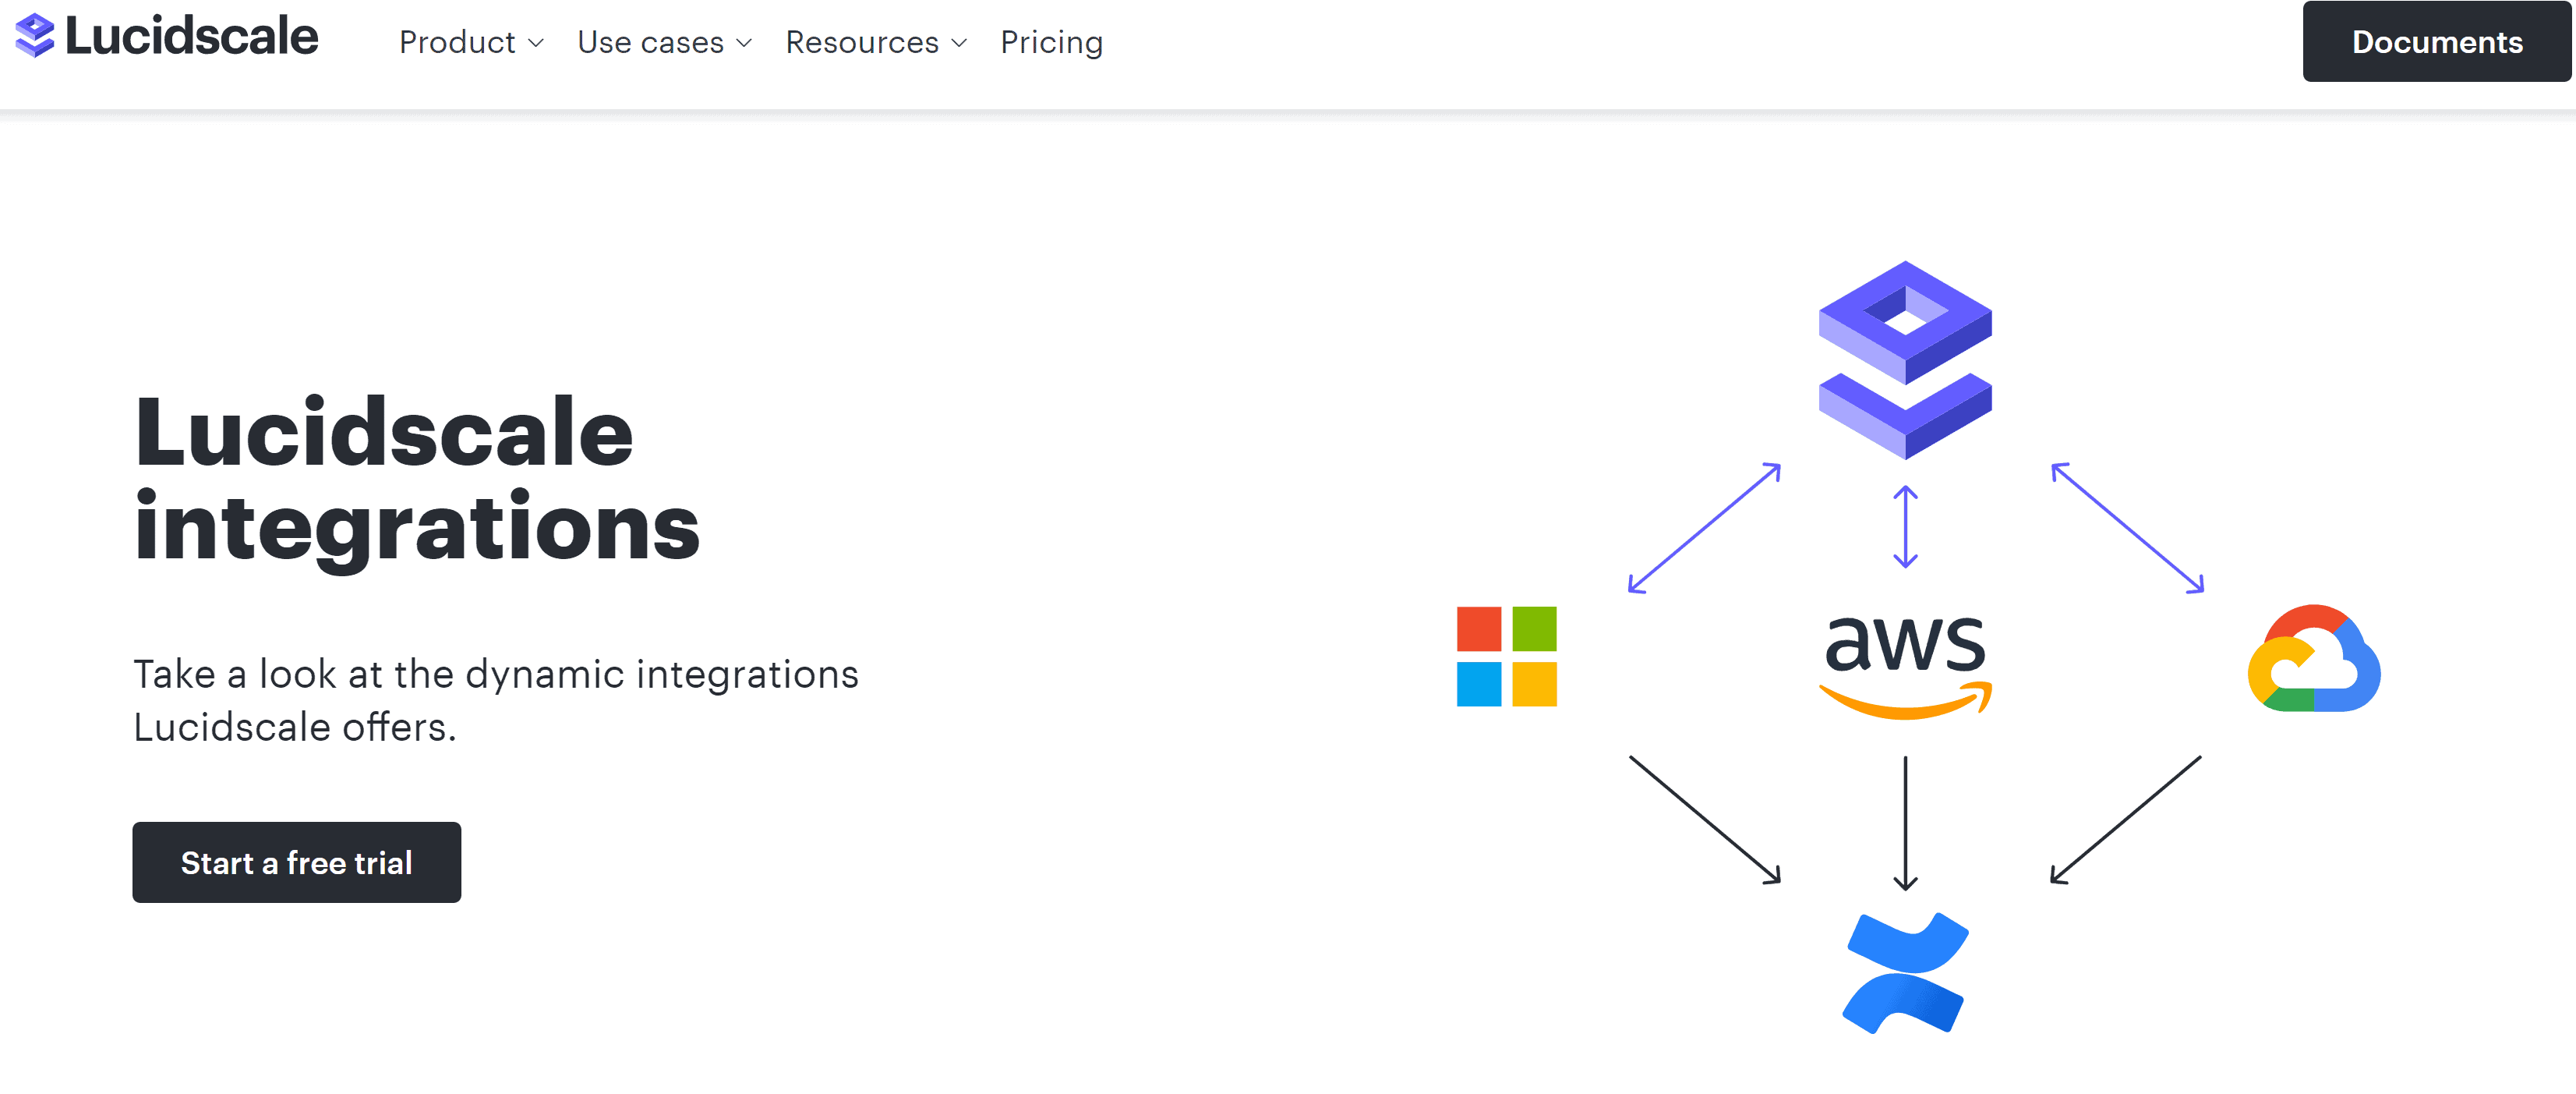 Lucidscale
Product
Use cases
Resources
Pricing
Documents
Lucidscale
integrations
Take a look at the dynamic integrations
Lucidscale offers.
Start a free trial
aws